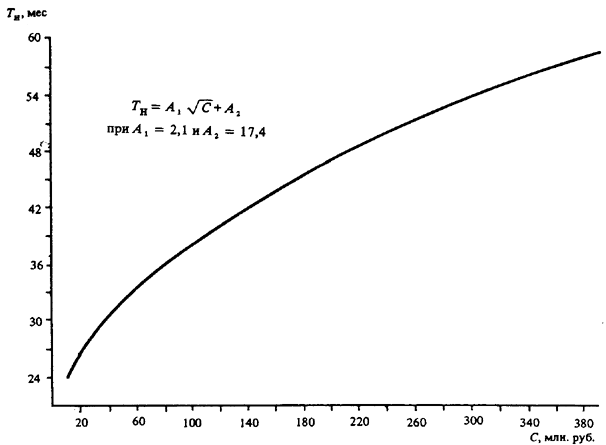 Tн, мес
60
54
48
42
36
30
24
Tн = A₁ √C + A₂
при A₁ = 2,1 и A₂ = 17,4
20 60 100 140 180 220 260 300 340 380
C, млн. руб.